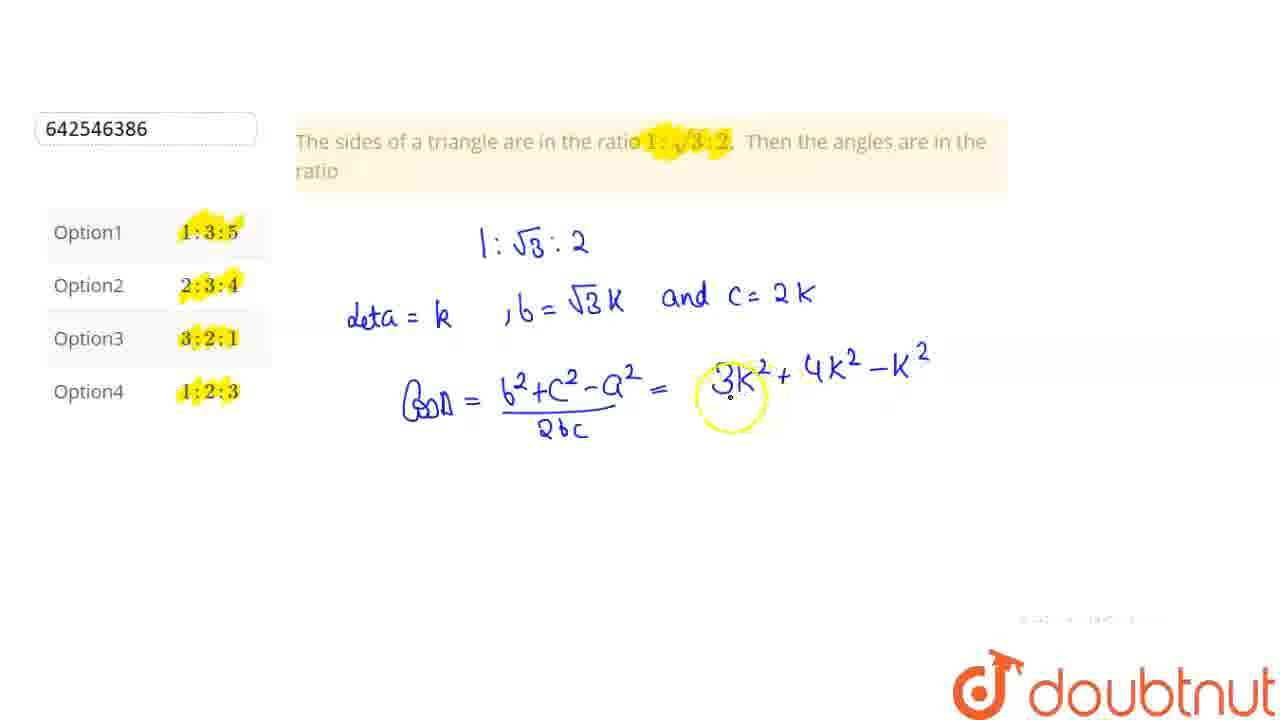 642546386
The sides of a triangle are in the ratio 1 : √3 : 2. Then the angles are in the
ratio
Option1 1 : 3 : 5
Option2 2 : 3 : 4
Option3 3 : 2 : 1
Option4 1 : 2 : 3
1 : √3 : 2
let a = k , b = √3 K and c = 2 K
Cos A = b² + c² - a² / 2bc = 3K² + 4K² - K²
doubtnut